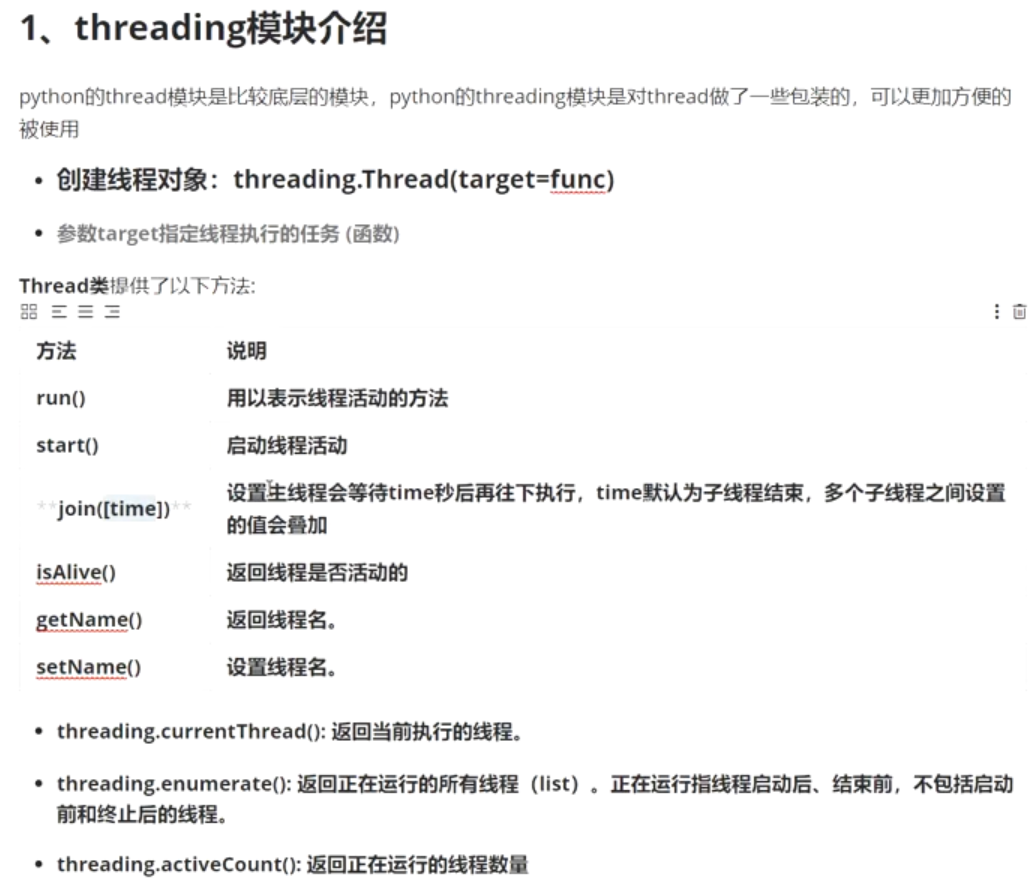 1、threading模块介绍
python的thread模块是比较底层的模块，python的threading模块是对thread做了一些包装的，可以更加方便的
被使用
• 创建线程对象：threading.Thread(target=func)
• 参数target指定线程执行的任务 (函数)
Thread类提供了以下方法:
方法 说明
run() 用以表示线程活动的方法
start() 启动线程活动
**join([time])** 设置主线程会等待time秒后再往下执行，time默认为子线程结束，多个子线程之间设置
的值会叠加
isAlive() 返回线程是否活动的
getName() 返回线程名。
setName() 设置线程名。
• threading.currentThread(): 返回当前执行的线程。
• threading.enumerate(): 返回正在运行的所有线程（list）。正在运行指线程启动后、结束前，不包括启动
前和终止后的线程。
• threading.activeCount(): 返回正在运行的线程数量